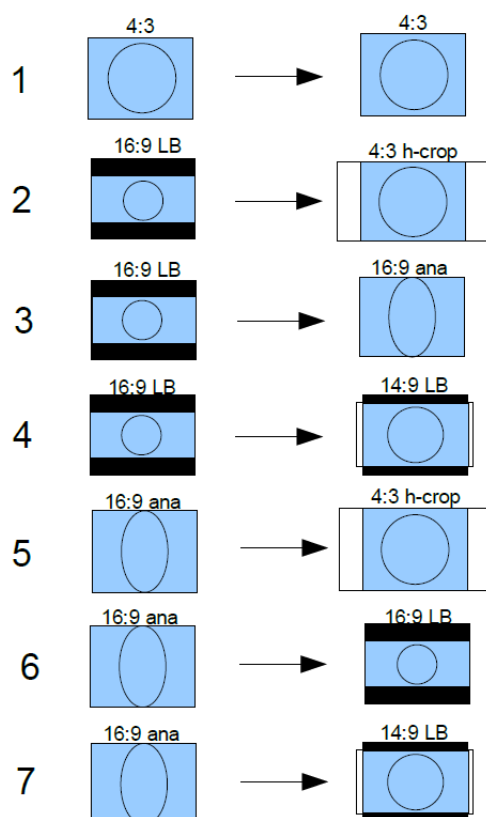 4:3 4:3
1
16:9 LB 4:3 h-crop
2
16:9 LB 16:9 ana
3
16:9 LB 14:9 LB
4
16:9 ana 4:3 h-crop
5
16:9 ana 16:9 LB
6
16:9 ana 14:9 LB
7